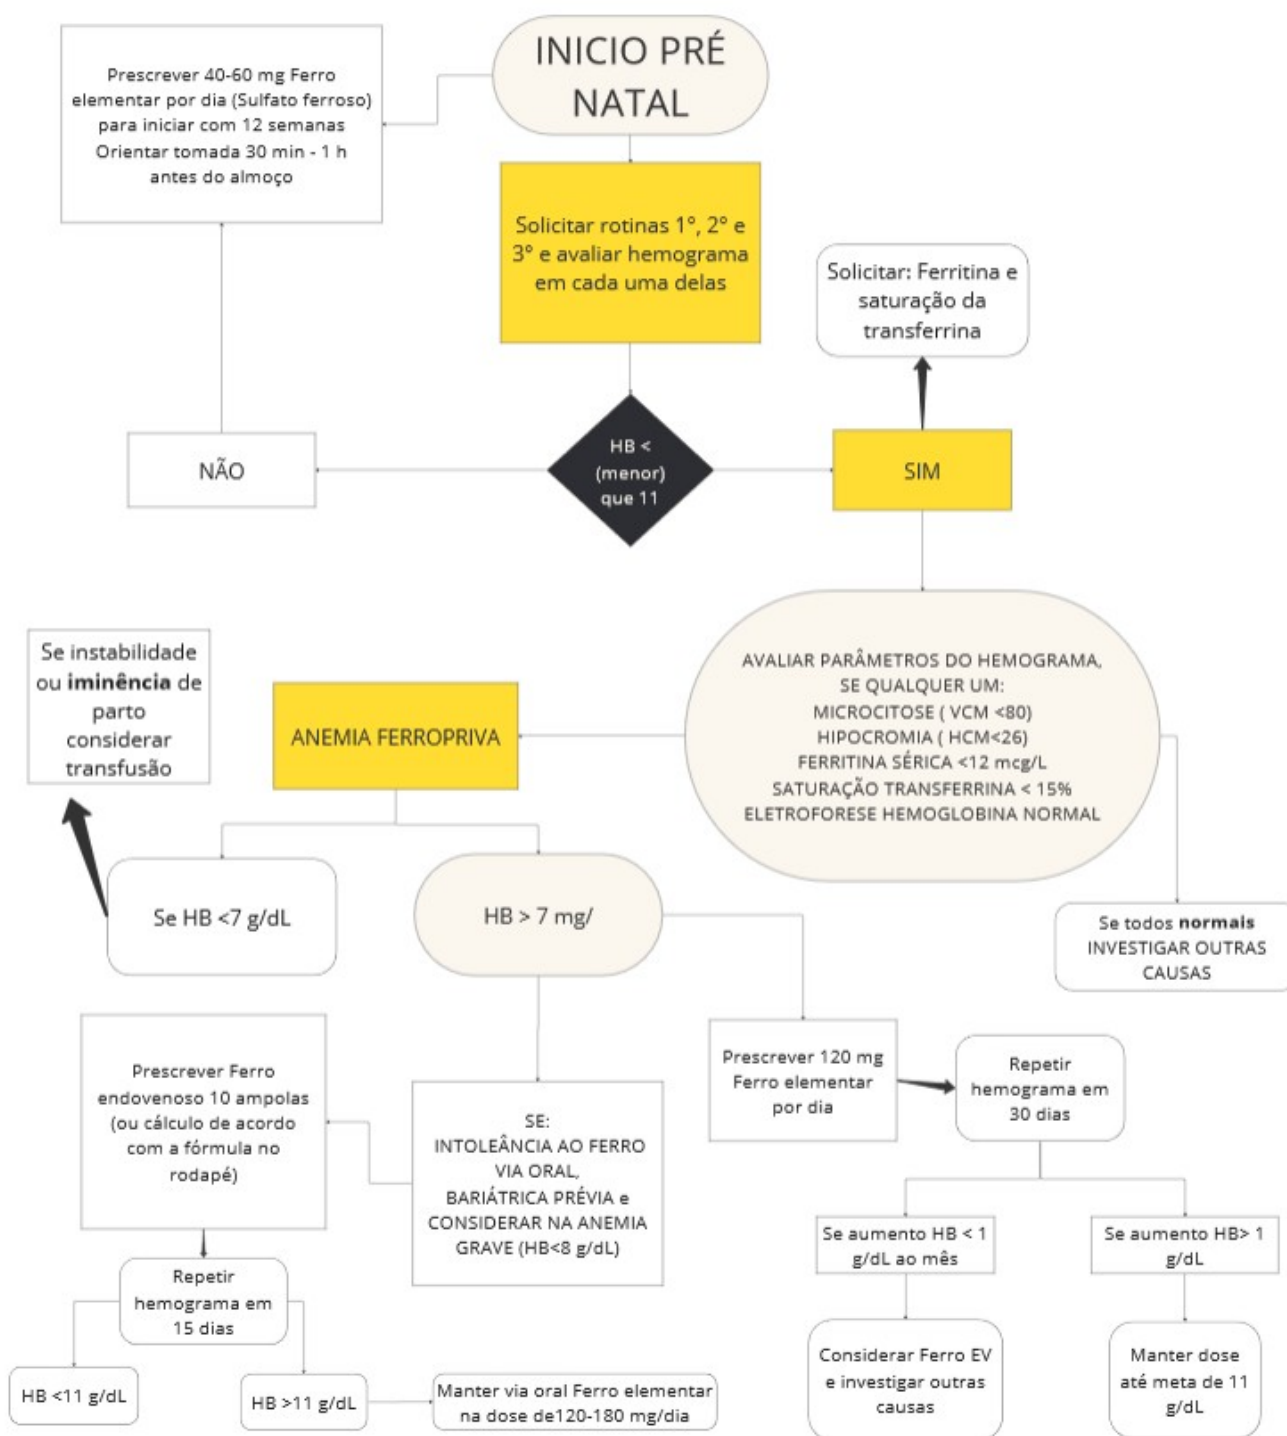 INICIO PRÉ
NATAL
Prescrever 40-60 mg Ferro
elementar por dia (Sulfato ferroso)
para iniciar com 12 semanas
Orientar tomada 30 min - 1 h
antes do almoço
Solicitar rotinas 1°, 2° e
3° e avaliar hemograma
em cada uma delas
Solicitar: Ferritina e
saturação da
transferrina
HB <
(menor)
que 11
NÃO
SIM
AVALIAR PARÂMETROS DO HEMOGRAMA,
SE QUALQUER UM:
MICROCITOSE ( VCM <80)
HIPOCROMIA ( HCM<26)
FERRITINA SÉRICA <12 mcg/L
SATURAÇÃO TRANSFERRINA < 15%
ELETROFORESE HEMOGLOBINA NORMAL
Se instabilidade
ou iminência de
parto
considerar
transfusão
ANEMIA FERROPRIVA
Se HB <7 g/dL
HB > 7 mg/
Se todos normais
INVESTIGAR OUTRAS
CAUSAS
Prescrever Ferro
endovenoso 10 ampolas
(ou cálculo de acordo
com a fórmula no
rodapé)
SE:
INTOLEÂNCIA AO FERRO
VIA ORAL,
BARIÁTRICA PRÉVIA e
CONSIDERAR NA ANEMIA
GRAVE (HB<8 g/dL)
Prescrever 120 mg
Ferro elementar
por dia
Repetir
hemograma em
30 dias
Se aumento HB < 1
g/dL ao mês
Se aumento HB> 1
g/dL
Repetir
hemograma em
15 dias
HB <11 g/dL
HB >11 g/dL
Manter via oral Ferro elementar
na dose de120-180 mg/dia
Considerar Ferro EV
e investigar outras
causas
Manter dose
até meta de 11
g/dL